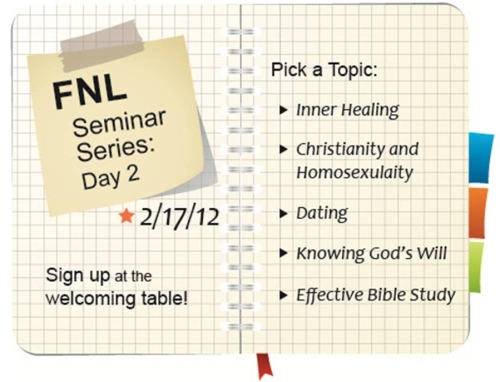 FNL
Seminar
Series:
Day 2
2/17/12
Sign up at the
welcoming table!
Pick a Topic:
Inner Healing
Christianity and
Homosexulaity
Dating
Knowing God's Will
Effective Bible Study